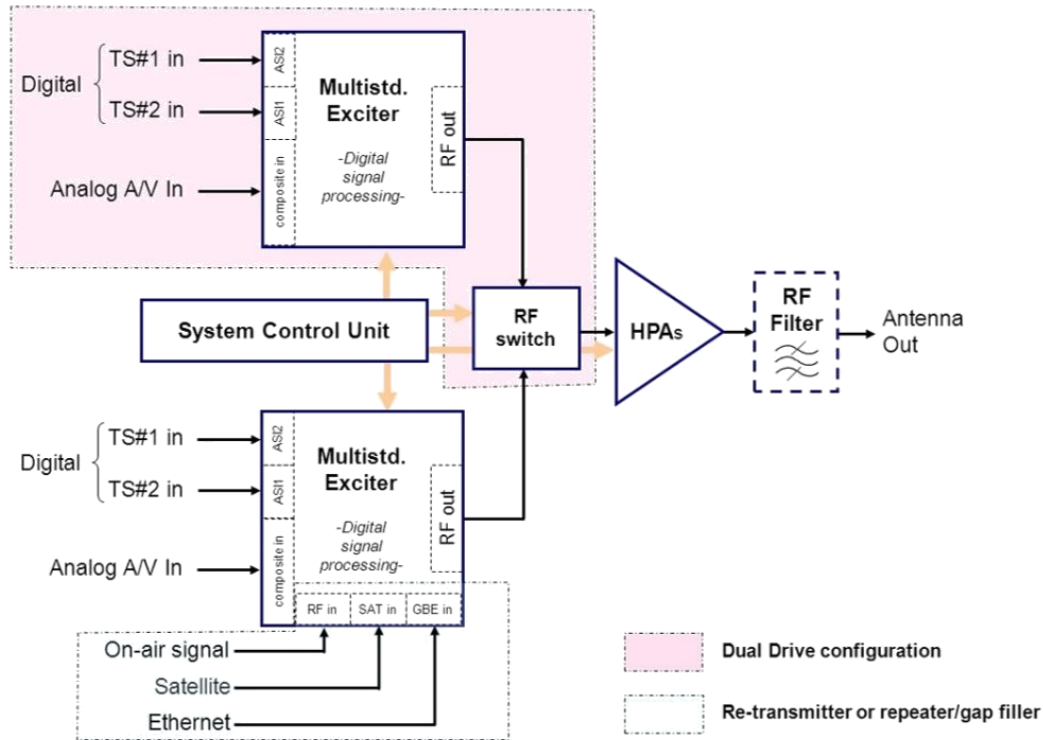 TS#1 in
Digital
TS#2 in
Analog A/V In
ASI2
ASI1
composite in
Multistd.
Exciter
-Digital
signal
processing-
RF out
System Control Unit
RF
switch
HPAs
RF
Filter
Antenna
Out
TS#1 in
Digital
TS#2 in
Analog A/V In
ASI2
ASI1
composite in
Multistd.
Exciter
-Digital
signal
processing-
RF out
RF in
SAT in
GBE in
On-air signal
Satellite
Ethernet
Dual Drive configuration
Re-transmitter or repeater/gap filler